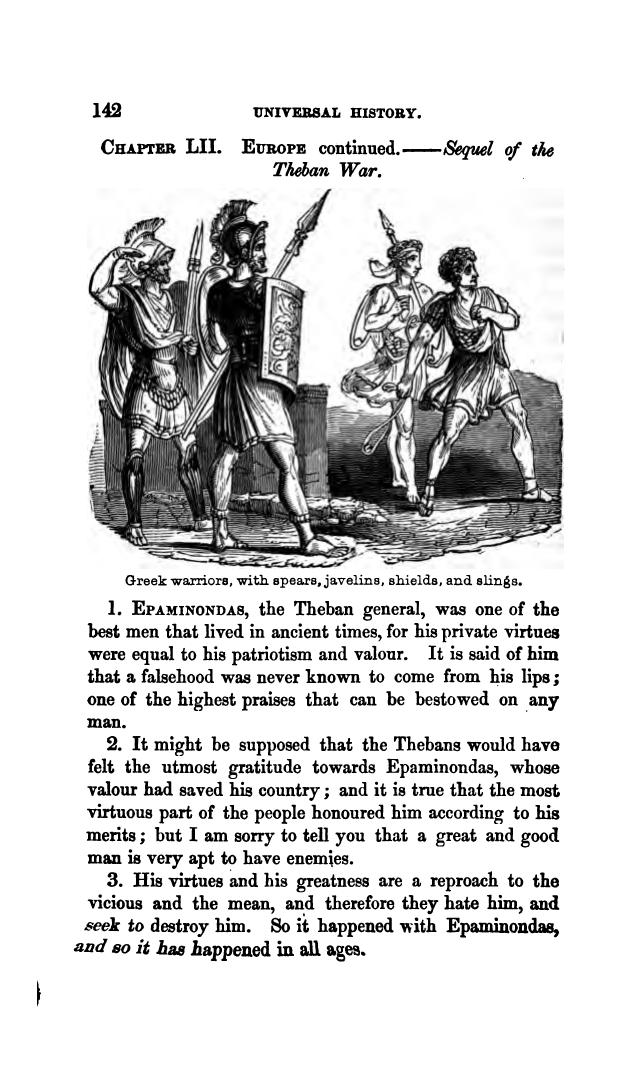 142 UNIVERSAL HISTORY.
CHAPTER LII. EUROPE continued.——Sequel of the
Theban War.
Greek warriors, with spears, javelins, shields, and slings.
1. EPAMINONDAS, the Theban general, was one of the
best men that lived in ancient times, for his private virtues
were equal to his patriotism and valour. It is said of him
that a falsehood was never known to come from his lips;
one of the highest praises that can be bestowed on any
man.
2. It might be supposed that the Thebans would have
felt the utmost gratitude towards Epaminondas, whose
valour had saved his country; and it is true that the most
virtuous part of the people honoured him according to his
merits; but I am sorry to tell you that a great and good
man is very apt to have enemies.
3. His virtues and his greatness are a reproach to the
vicious and the mean, and therefore they hate him, and
seek to destroy him. So it happened with Epaminondas,
and so it has happened in all ages.